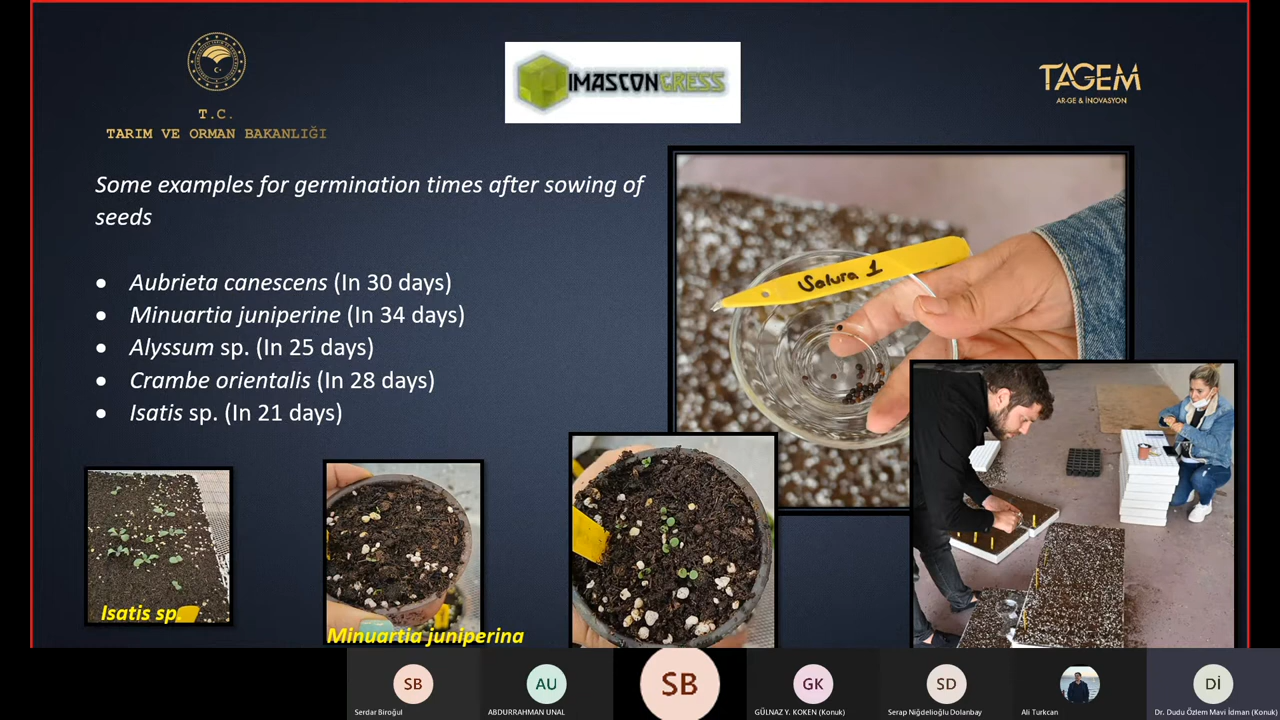 T.C.
TARIM VE ORMAN BAKANLIĞI
IMASCONGRESS
TAGEM
AR-GE & İNOVASYON
Some examples for germination times after sowing of
seeds
• Aubrieta canescens (In 30 days)
• Minuartia juniperine (In 34 days)
• Alyssum sp. (In 25 days)
• Crambe orientalis (In 28 days)
• Isatis sp. (In 21 days)
Salura 1
Isatis sp.
Minuartia juniperina
SB
AU
SB
GK
SD
Dİ
Serdar Biroğul
ABDURRAHMAN UNAL
GÜLNAZ Y. KOKEN (Konuk)
Serap Niğdelioğlu Dolanbay
Ali Turkcan
Dr. Dudu Özlem Mavi İdman (Konuk)